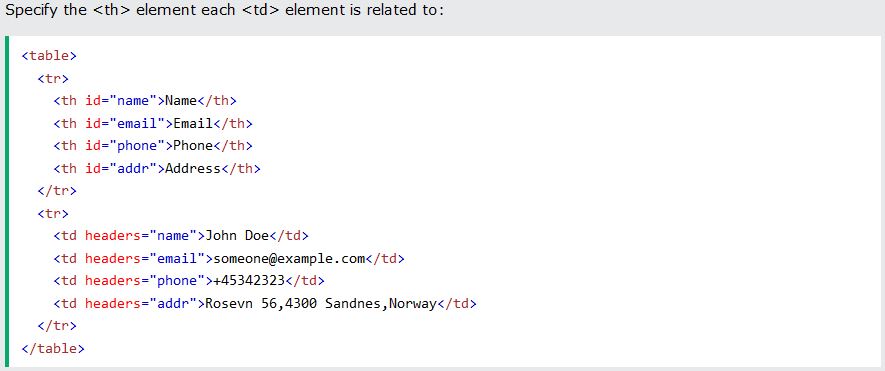 Specify the <th> element each <td> element is related to:
<table>
<tr>
<th id="name">Name</th>
<th id="email">Email</th>
<th id="phone">Phone</th>
<th id="addr">Address</th>
</tr>
<tr>
<td headers="name">John Doe</td>
<td headers="email">someone@example.com</td>
<td headers="phone">+45342323</td>
<td headers="addr">Rosevn 56,4300 Sandnes,Norway</td>
</tr>
</table>